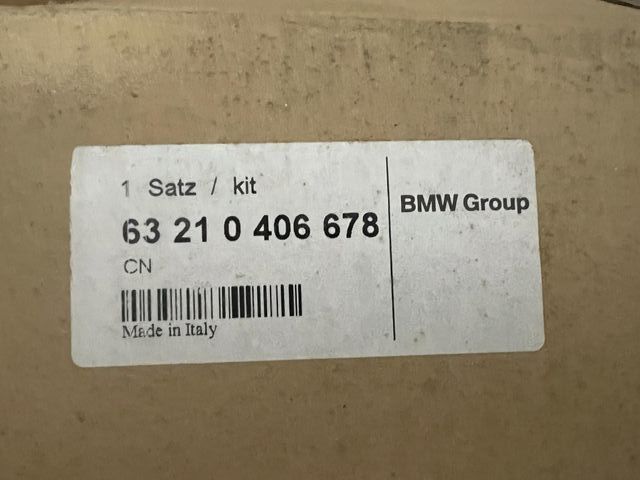 1 Satz / kit
63 21 0 406 678
CN
Made in Italy
BMW Group